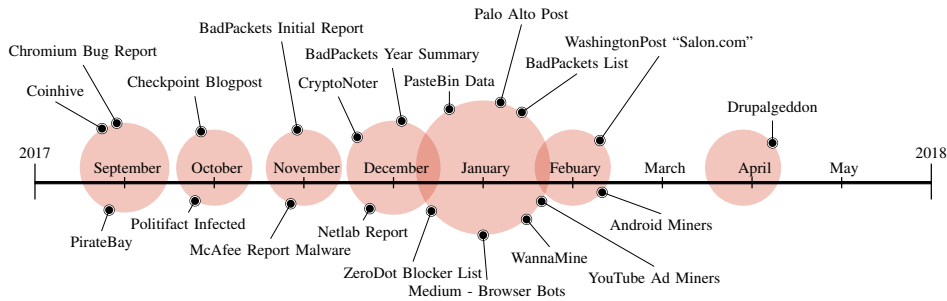 Palo Alto Post
BadPackets Initial Report
WashingtonPost “Salon.com”
Chromium Bug Report
BadPackets Year Summary
BadPackets List
Checkpoint Blogpost
CryptoNoter
PasteBin Data
Coinhive
Drupalgeddon
2017
2018
September
October
November
December
January
Febuary
March
April
May
Politifact Infected
Android Miners
PirateBay
McAfee Report Malware
Netlab Report
WannaMine
ZeroDot Blocker List
YouTube Ad Miners
Medium - Browser Bots